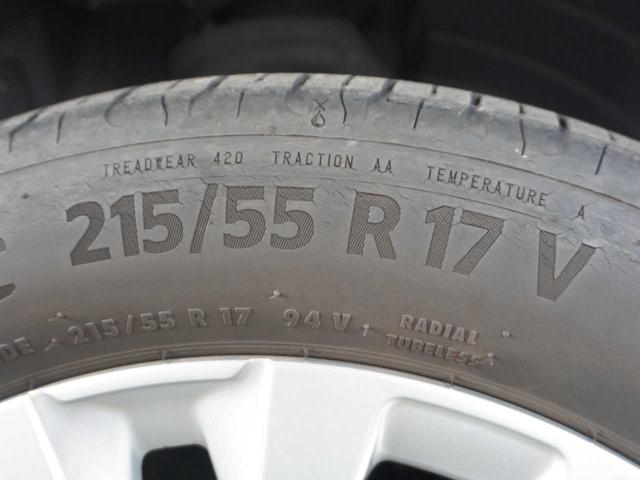 TREADWEAR 420 TRACTION AA TEMPERATURE A
215/55 R 17 V
215/55 R 17 94 V RADIAL
TUBELESS